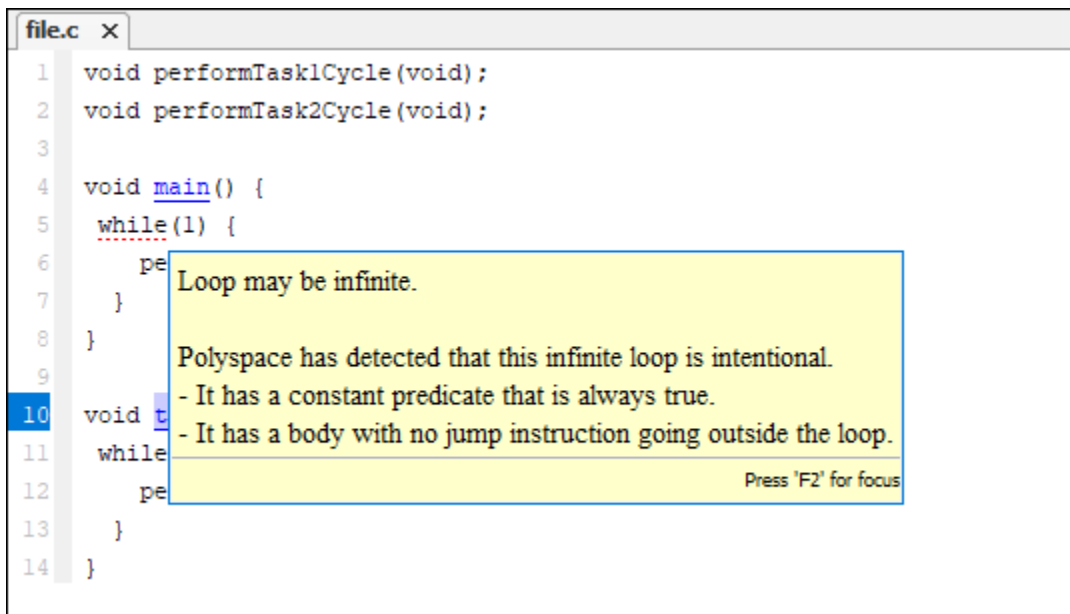 file.c X
1 void performTask1Cycle(void);
2 void performTask2Cycle(void);
3
4 void main() {
5 while(1) {
6 pe
7 }
8 }
9
10 void t
11 while
12 pe
13 }
14 }
Loop may be infinite.
Polyspace has detected that this infinite loop is intentional.
- It has a constant predicate that is always true.
- It has a body with no jump instruction going outside the loop.
Press 'F2' for focus